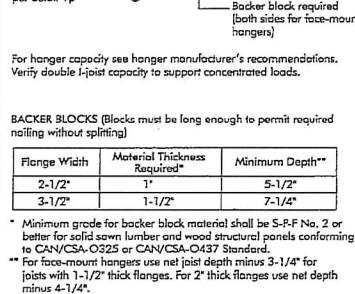 Backer block required
(both sides for face-mour
hangers)
For hanger capacity see hanger manufacturer's recommendations.
Verify double I-joist capacity to support concentrated loads.
BACKER BLOCKS (Blocks must be long enough to permit required
nailing without splitting)
Flange Width Material Thickness Required* Minimum Depth**
2-1/2" 1" 5-1/2"
3-1/2" 1-1/2" 7-1/4"
* Minimum grade for backer block material shall be S-P-F No. 2 or
better for solid sawn lumber and wood structural panels conforming
to CAN/CSA-O325 or CAN/CSA-O437 Standard.
** For face-mount hangers use net joist depth minus 3-1/4" for
joists with 1-1/2" thick flanges. For 2" thick flanges use net depth
minus 4-1/4".